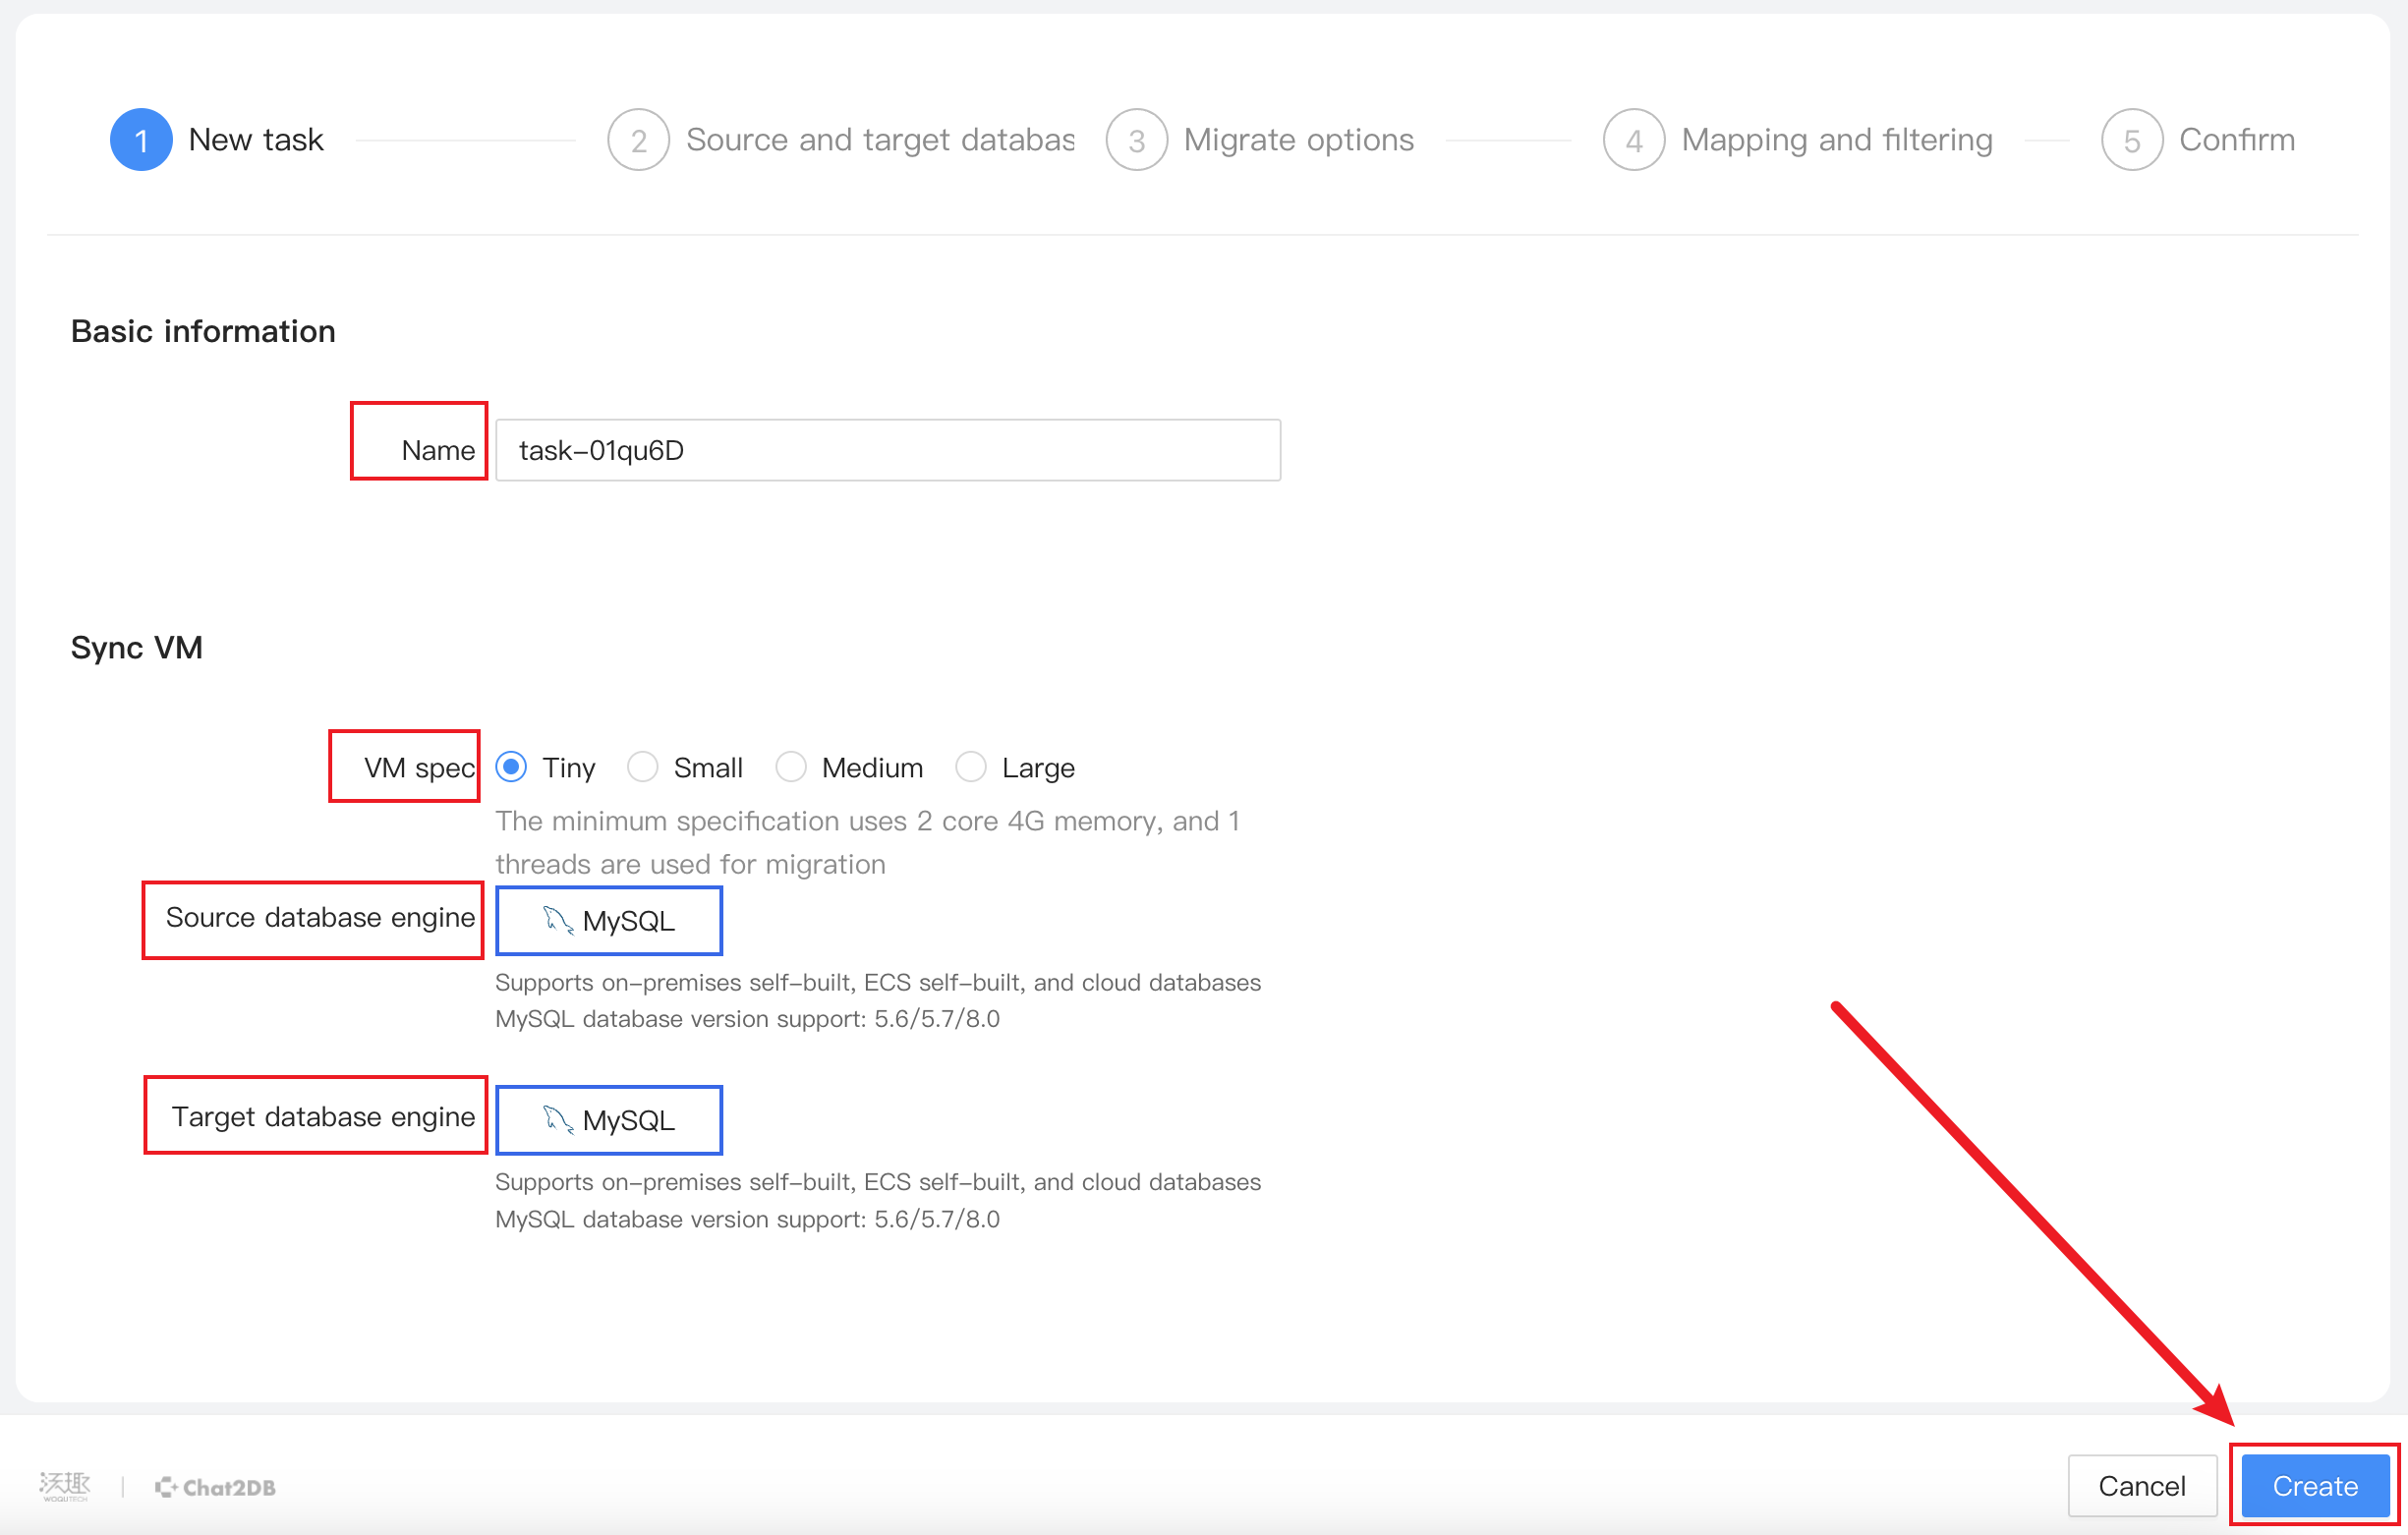 1 New task 2 Source and target databas 3 Migrate options 4 Mapping and filtering 5 Confirm
Basic information
Name task-01qu6D
Sync VM
VM spec Tiny Small Medium Large
The minimum specification uses 2 core 4G memory, and 1
threads are used for migration
Source database engine MySQL
Supports on-premises self-built, ECS self-built, and cloud databases
MySQL database version support: 5.6/5.7/8.0
Target database engine MySQL
Supports on-premises self-built, ECS self-built, and cloud databases
MySQL database version support: 5.6/5.7/8.0
沃趣 WOQUTECH | Chat2DB Cancel Create